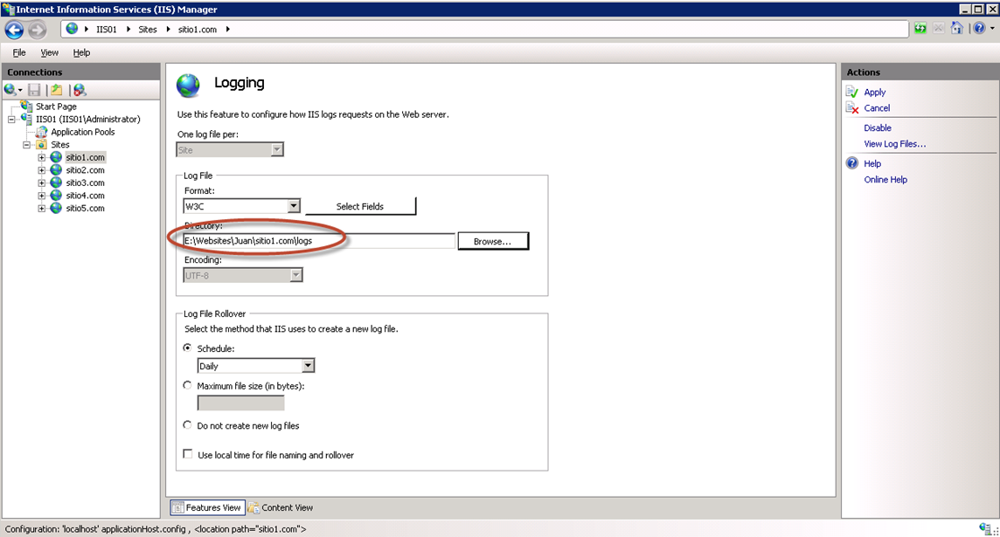 Internet Information Services (IIS) Manager
IIS01 Sites sitio1.com
File View Help
Connections
Start Page
IIS01 (IIS01\Administrator)
Application Pools
Sites
sitio1.com
sitio2.com
sitio3.com
sitio4.com
sitio5.com
Logging
Use this feature to configure how IIS logs requests on the Web server.
One log file per:
Site
Log File
Format:
W3C
Select Fields
Directory:
E:\Websites\Juan\sitio1.com\logs
Browse...
Encoding:
UTF-8
Log File Rollover
Select the method that IIS uses to create a new log file.
Schedule:
Daily
Maximum file size (in bytes):
Do not create new log files
Use local time for file naming and rollover
Features View
Content View
Actions
Apply
Cancel
Disable
View Log Files...
Help
Online Help
Configuration: 'localhost' applicationHost.config , <location path="sitio1.com">